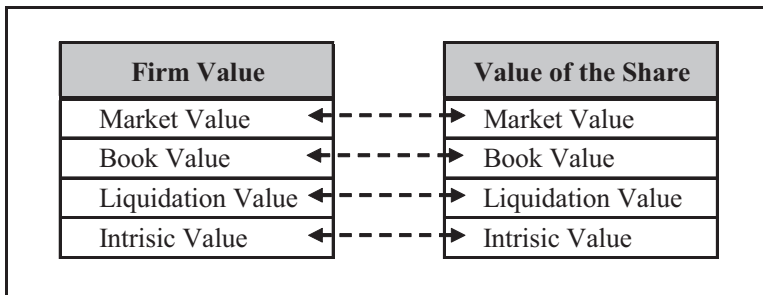 Firm Value Value of the Share
Market Value Market Value
Book Value Book Value
Liquidation Value Liquidation Value
Intrisic Value Intrisic Value